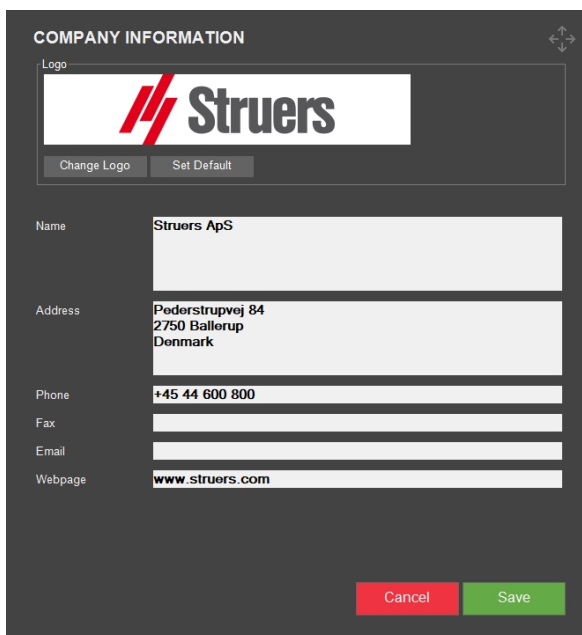 COMPANY INFORMATION
Logo
Struers
Change Logo Set Default
Name Struers ApS
Address Pederstrupvej 84
2750 Ballerup
Denmark
Phone +45 44 600 800
Fax
Email
Webpage www.struers.com
Cancel Save